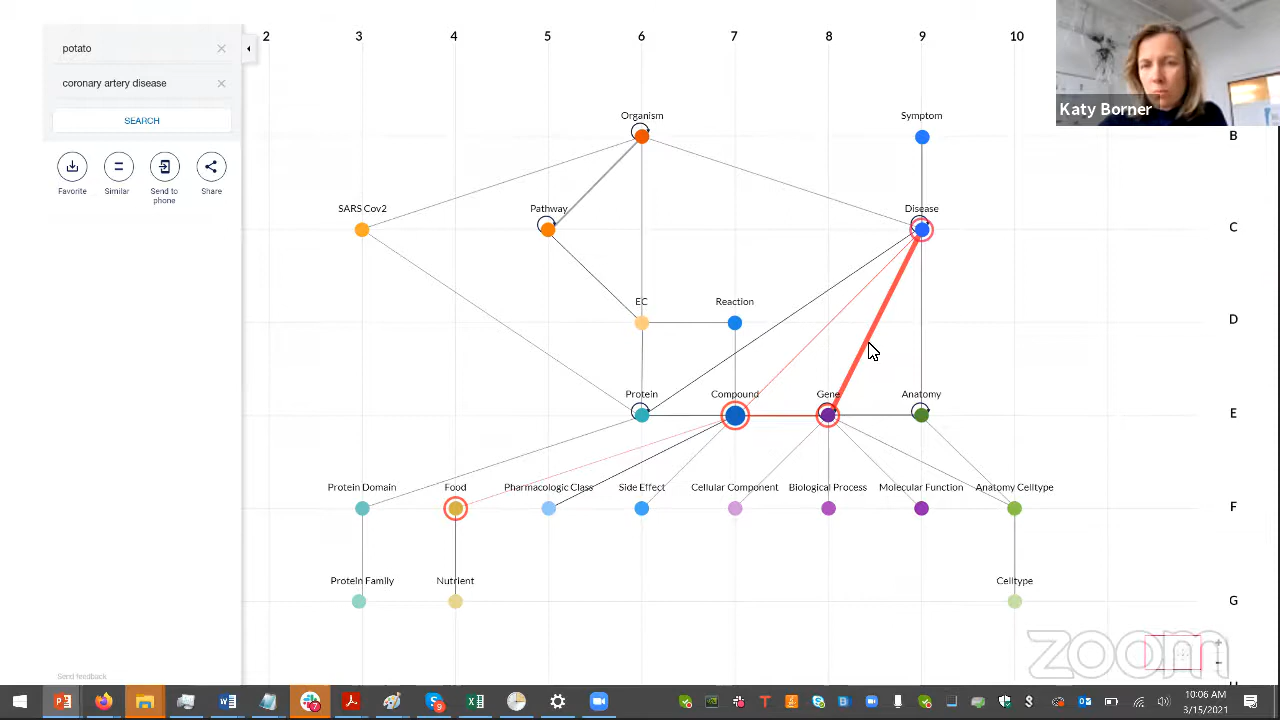 potato
coronary artery disease
SEARCH
Favorite
Similar
Send to
phone
Share
2 3 4 5 6 7 8 9 10
Katy Borner
Organism
Symptom
B
SARS Cov2
Pathway
Disease
C
EC
Reaction
D
Protein
Compound
Gene
Anatomy
E
Protein Domain
Food
Pharmacologic Class
Side Effect
Cellular Component
Biological Process
Molecular Function
Anatomy Celltype
F
Protein Family
Nutrient
Celltype
G
zoom
Send feedback
10:06 AM
3/15/2021